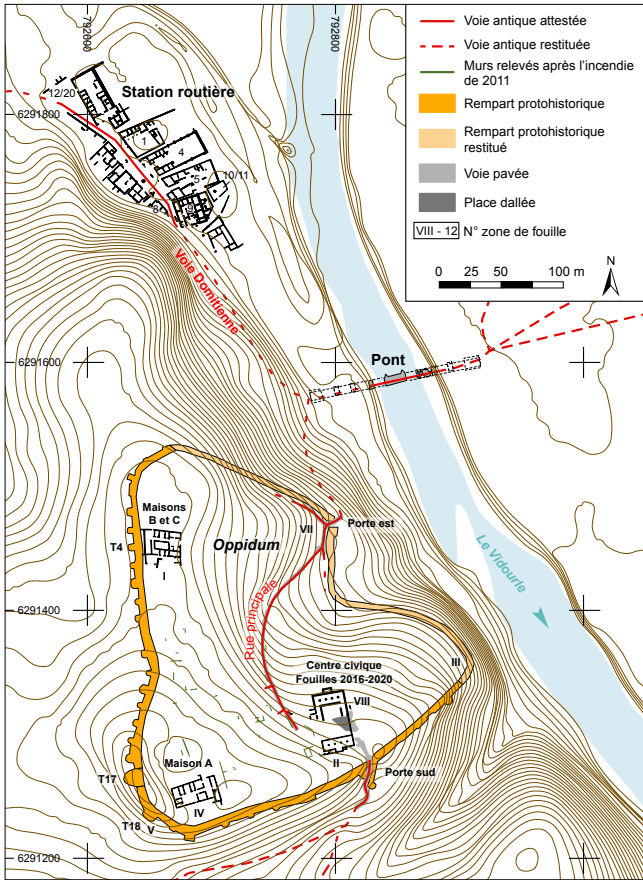 792600
792800
Voie antique attestée
Voie antique restituée
Murs relevés après l'incendie
de 2011
Rempart protohistorique
Rempart protohistorique
restitué
Voie pavée
Place dallée
VIII - 12 N° zone de fouille
0 25 50 100 m
N
12/20
Station routière
6291800
1
4
5
10/11
8
9
Voie Domitienne
6291600
Pont
Maisons
B et C
VII
Porte est
Oppidum
T4
I
Le Vidourle
6291400
Rue principale
III
Centre civique
Fouilles 2016-2020
VIII
II
Maison A
T17
Porte sud
IV
T18
V
6291200